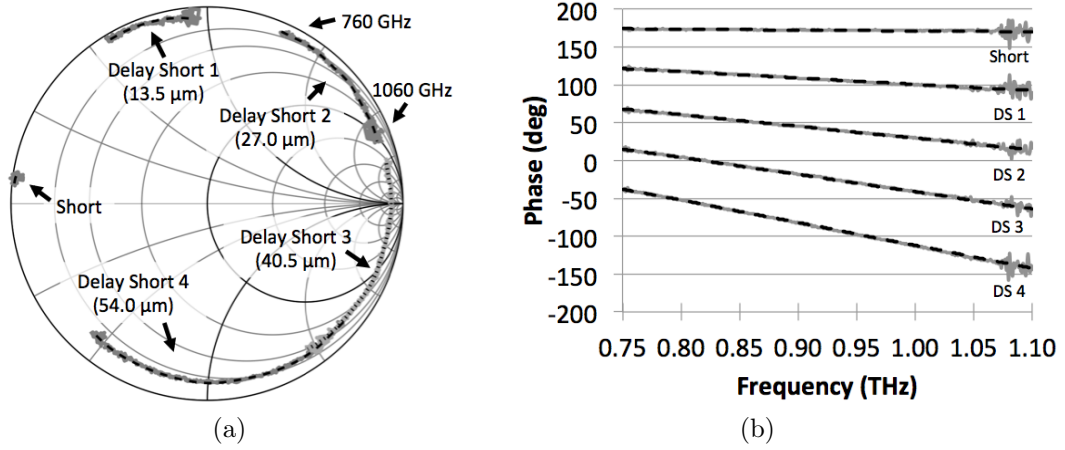 760 GHz
Delay Short 1
(13.5 µm)
1060 GHz
Delay Short 2
(27.0 µm)
Short
Delay Short 3
(40.5 µm)
Delay Short 4
(54.0 µm)
(a)
Phase (deg)
200
150
100
50
0
-50
-100
-150
-200
Short
DS 1
DS 2
DS 3
DS 4
0.75 0.80 0.85 0.90 0.95 1.00 1.05 1.10
Frequency (THz)
(b)